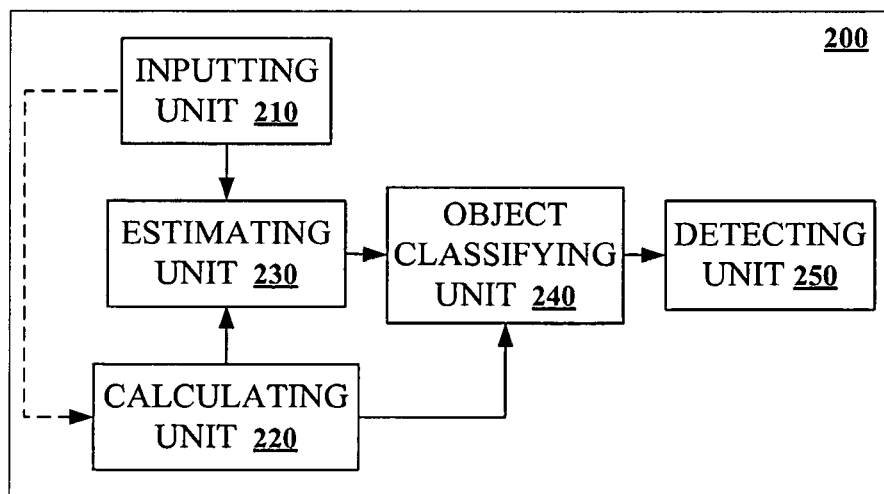 200
INPUTTING
UNIT 210
ESTIMATING
UNIT 230
OBJECT
CLASSIFYING
UNIT 240
DETECTING
UNIT 250
CALCULATING
UNIT 220